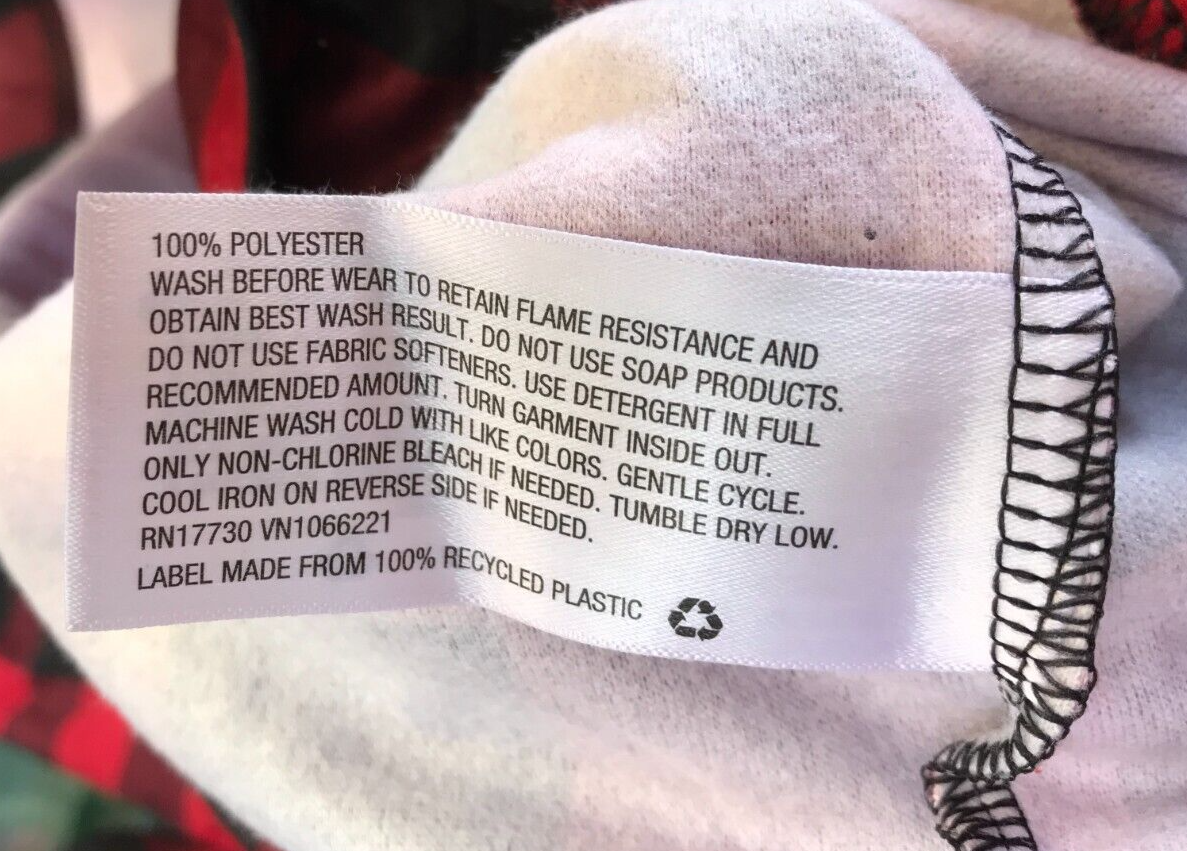 100% POLYESTER
WASH BEFORE WEAR TO RETAIN FLAME RESISTANCE AND
OBTAIN BEST WASH RESULT. DO NOT USE SOAP PRODUCTS.
DO NOT USE FABRIC SOFTENERS. USE DETERGENT IN FULL
RECOMMENDED AMOUNT. TURN GARMENT INSIDE OUT.
MACHINE WASH COLD WITH LIKE COLORS. GENTLE CYCLE.
ONLY NON-CHLORINE BLEACH IF NEEDED. TUMBLE DRY LOW.
COOL IRON ON REVERSE SIDE IF NEEDED.
RN17730 VN1066221
LABEL MADE FROM 100% RECYCLED PLASTIC